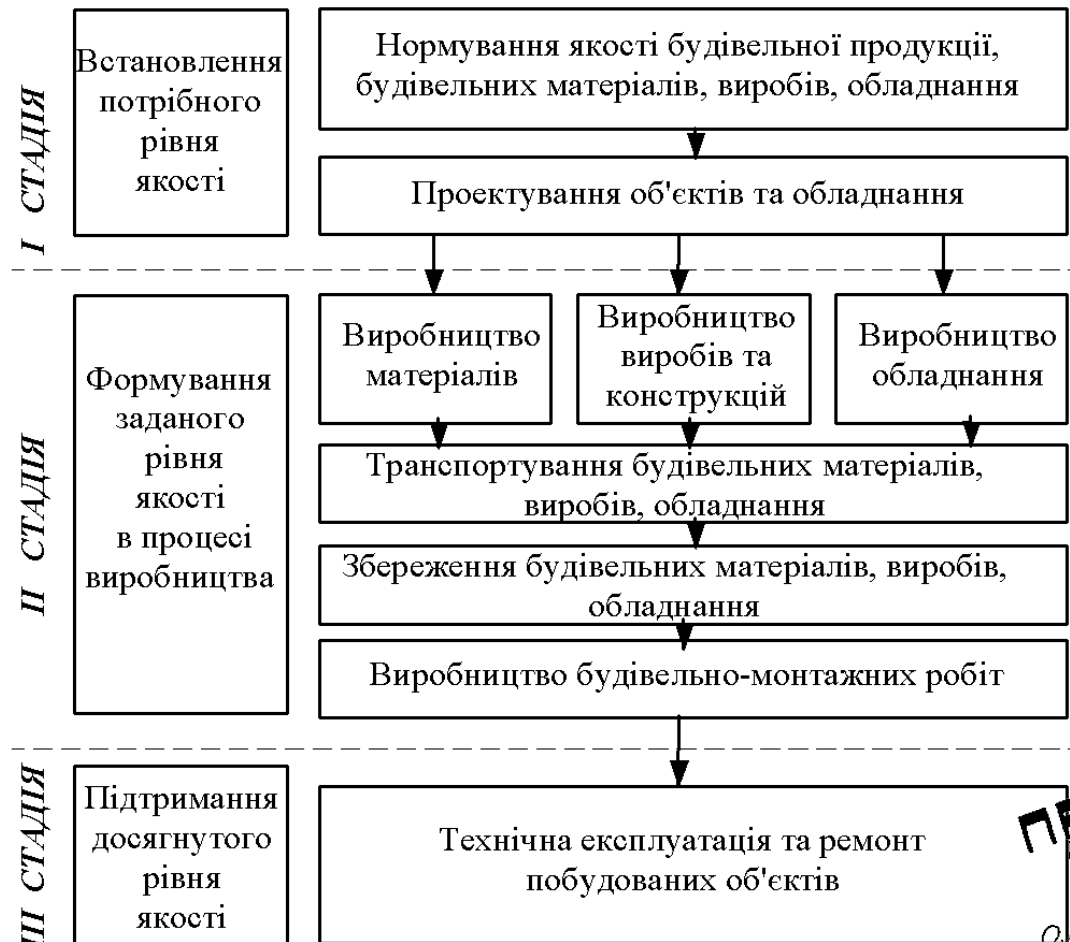 І СТАДІЯ
Встановлення
потрібного
рівня
якості
Нормування якості будівельної продукції,
будівельних матеріалів, виробів, обладнання
Проектування об'єктів та обладнання
ІІ СТАДІЯ
Формування
заданого
рівня
якості
в процесі
виробництва
Виробництво
матеріалів
Виробництво
виробів та
конструкцій
Виробництво
обладнання
Транспортування будівельних матеріалів,
виробів, обладнання
Збереження будівельних матеріалів, виробів,
обладнання
Виробництво будівельно-монтажних робіт
ІІІ СТАДІЯ
Підтримання
досягнутого
рівня
якості
Технічна експлуатація та ремонт
побудованих об'єктів